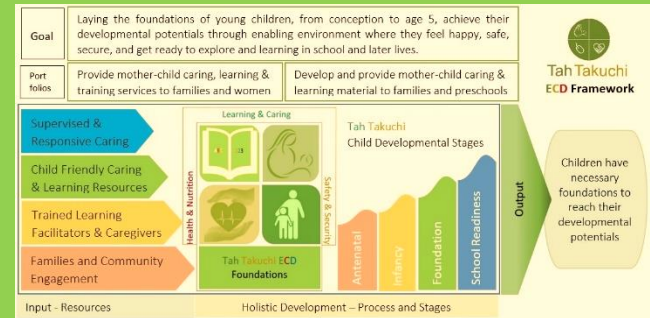 Goal
Laying the foundations of young children, from conception to age 5, achieve their
developmental potentials through enabling environment where they feel happy, safe,
secure, and get ready to explore and learning in school and later lives.
Tah Takuchi
ECD Framework
Port
folios
Provide mother-child caring, learning &
training services to families and women
Develop and provide mother-child caring &
learning material to families and preschools
Supervised &
Responsive Caring
Child Friendly Caring
& Learning Resources
Trained Learning
Facilitators & Caregivers
Families and Community
Engagement
Learning & Caring
Health & Nutrition
Safety & Security
Tah Takuchi ECD
Foundations
Tah Takuchi
Child Developmental Stages
Antenatal
Infancy
Foundation
School Readiness
Output
Children have
necessary
foundations to
reach their
developmental
potentials
Input - Resources
Holistic Development – Process and Stages